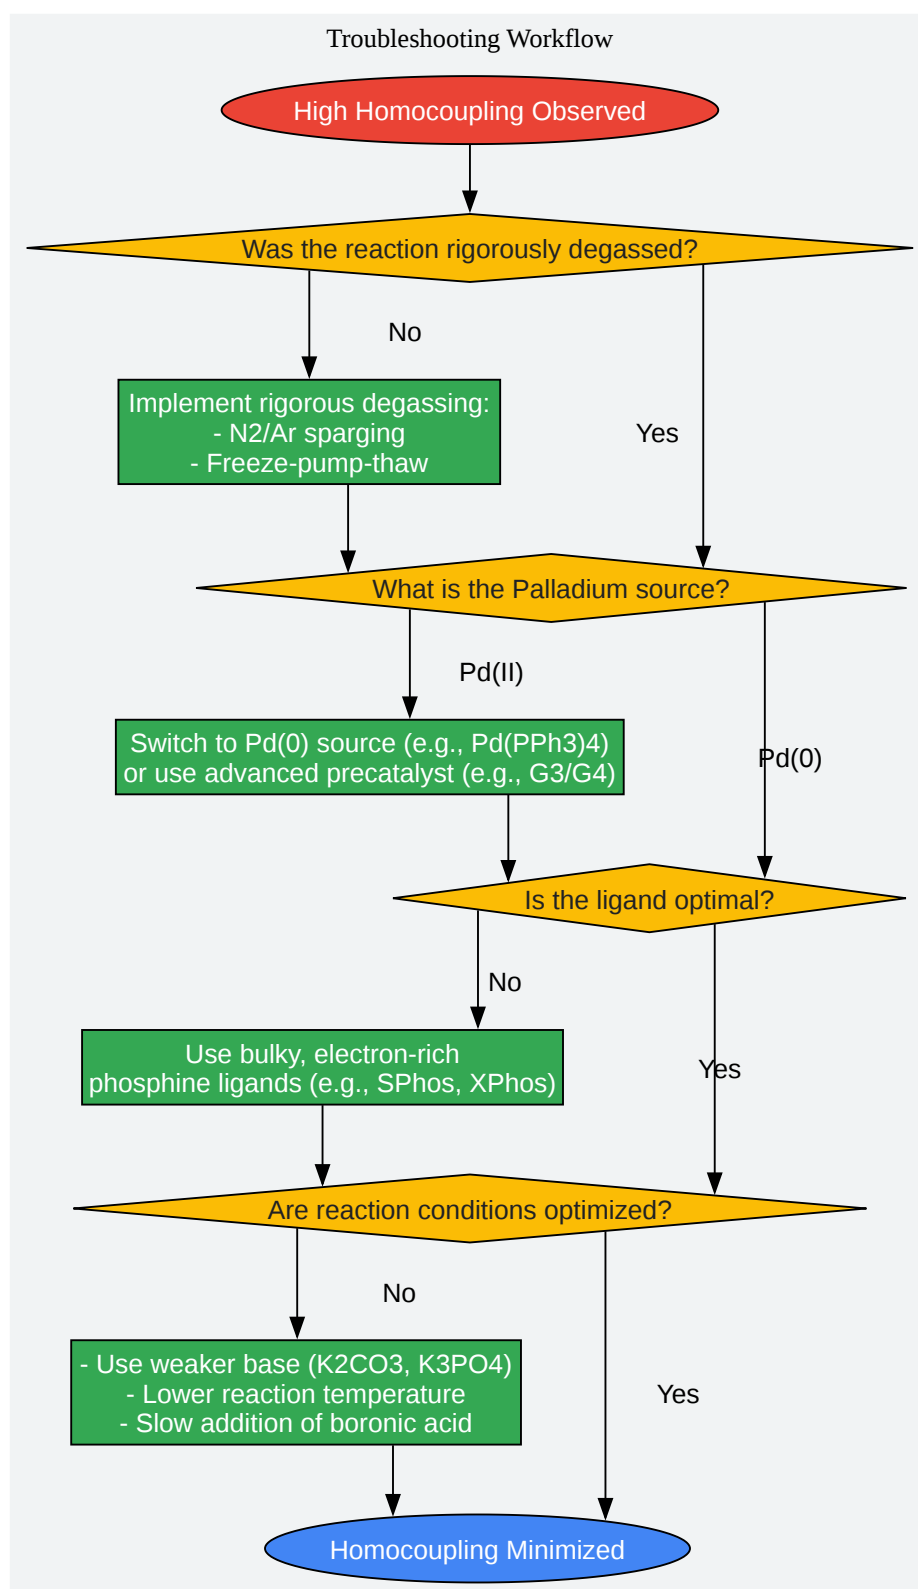 Troubleshooting Workflow
High Homocoupling Observed
Was the reaction rigorously degassed?
No
Implement rigorous degassing:
- N2/Ar sparging
- Freeze-pump-thaw
Yes
What is the Palladium source?
Pd(II)
Switch to Pd(0) source (e.g., Pd(PPh3)4)
or use advanced precatalyst (e.g., G3/G4)
Pd(0)
Is the ligand optimal?
No
Use bulky, electron-rich
phosphine ligands (e.g., SPhos, XPhos)
Yes
Are reaction conditions optimized?
No
- Use weaker base (K2CO3, K3PO4)
- Lower reaction temperature
- Slow addition of boronic acid
Yes
Homocoupling Minimized